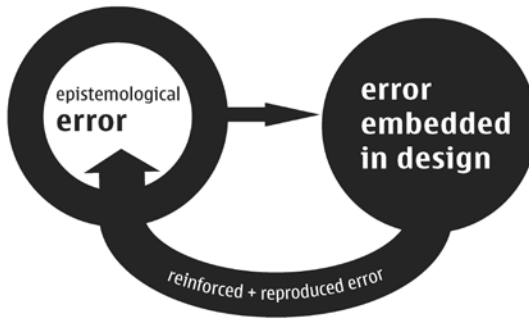 epistemological
error
error
embedded
in design
reinforced + reproduced error